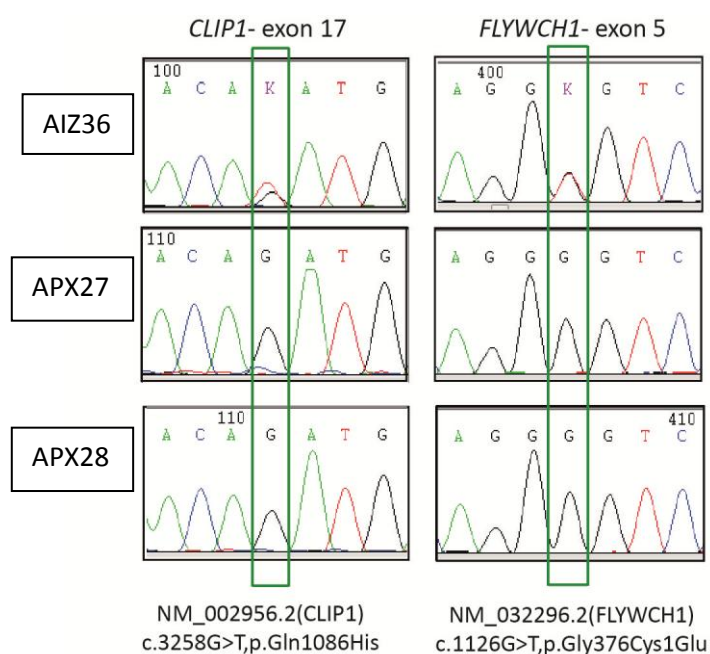 CLIP1- exon 17 FLYWCH1- exon 5
AIZ36
100
A C A K A T G
400
A G G K G T C
APX27
110
A C A G A T G
A G G G G T C
APX28
110
A C A G A T G
410
A G G G G T C
NM_002956.2(CLIP1)
c.3258G>T,p.Gln1086His
NM_032296.2(FLYWCH1)
c.1126G>T,p.Gly376Cys1Glu